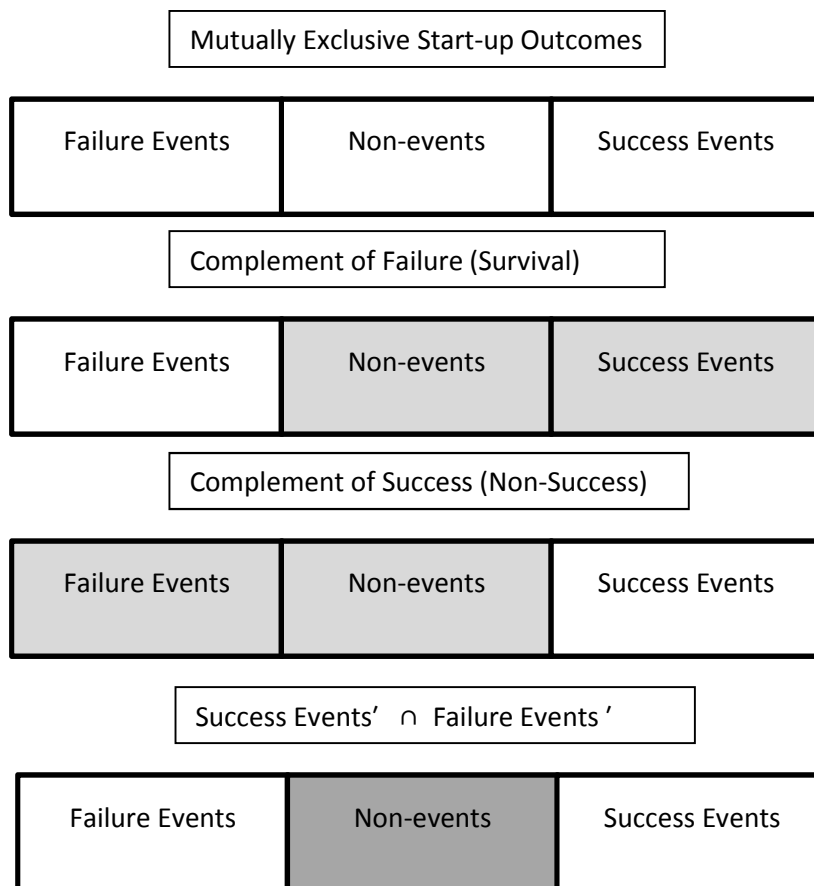 Mutually Exclusive Start-up Outcomes
Failure Events Non-events Success Events
Complement of Failure (Survival)
Failure Events Non-events Success Events
Complement of Success (Non-Success)
Failure Events Non-events Success Events
Success Events′ ∩ Failure Events ′
Failure Events Non-events Success Events